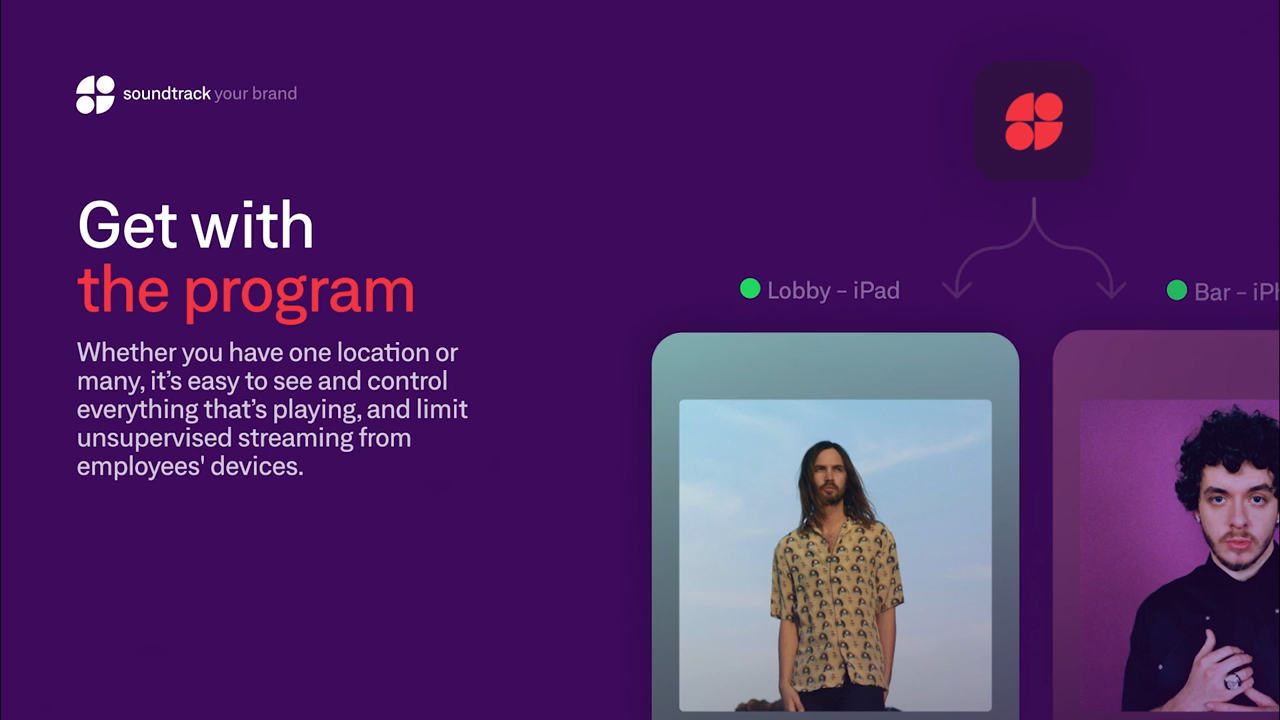 soundtrack your brand
Get with
the program
Whether you have one location or
many, it's easy to see and control
everything that's playing, and limit
unsupervised streaming from
employees' devices.
Lobby – iPad
Bar – iPh